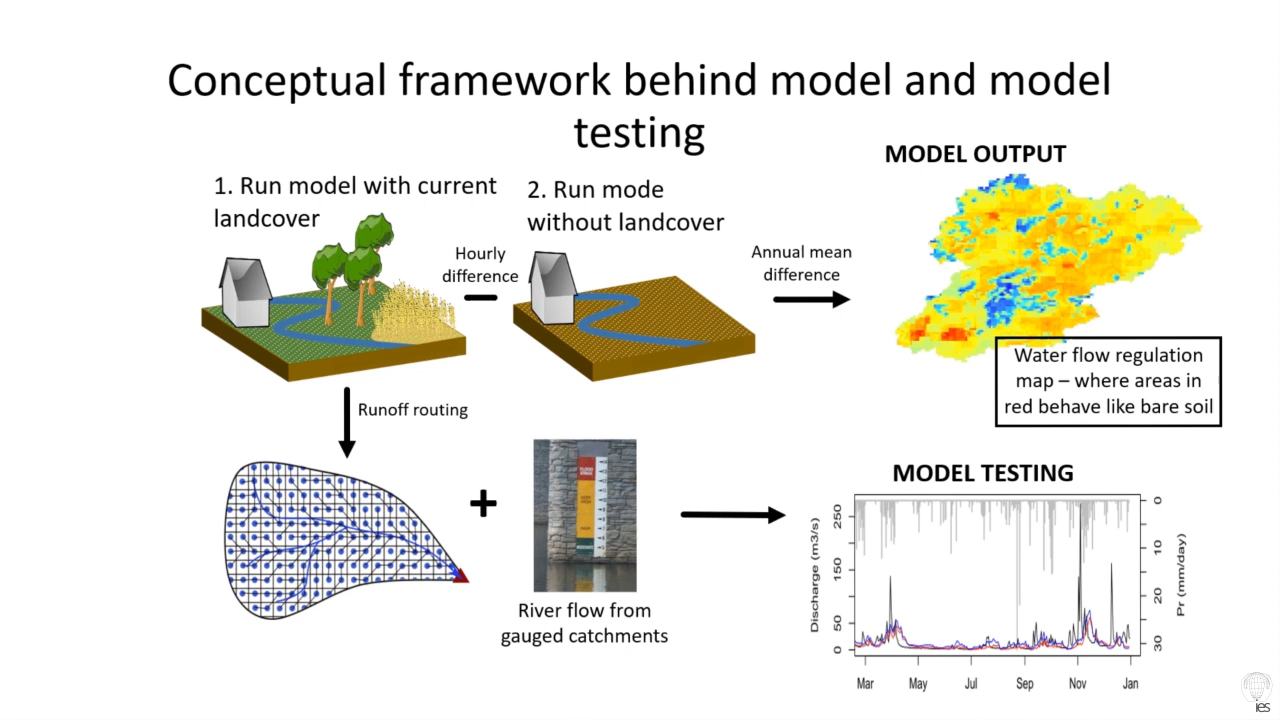 Conceptual framework behind model and model
testing
MODEL OUTPUT
1. Run model with current
landcover
2. Run mode
without landcover
Hourly
difference
Annual mean
difference
Water flow regulation
map – where areas in
red behave like bare soil
Runoff routing
+
River flow from
gauged catchments
MODEL TESTING
Discharge (m3/s)
250
150
50
0
0
10
20
30
Pr (mm/day)
Mar May Jul Sep Nov Jan
ies